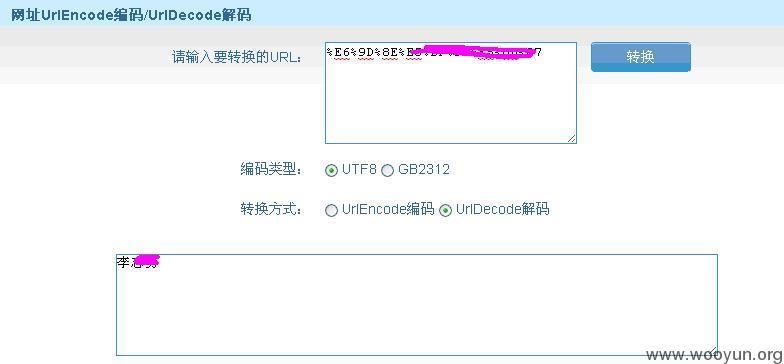 网址UrlEncode编码/UrlDecode解码
请输入要转换的URL:
%E6%9D%8E%E5
转换
编码类型: UTF8 GB2312
转换方式: UrlEncode编码 UrlDecode解码
李
www.wooyun.org